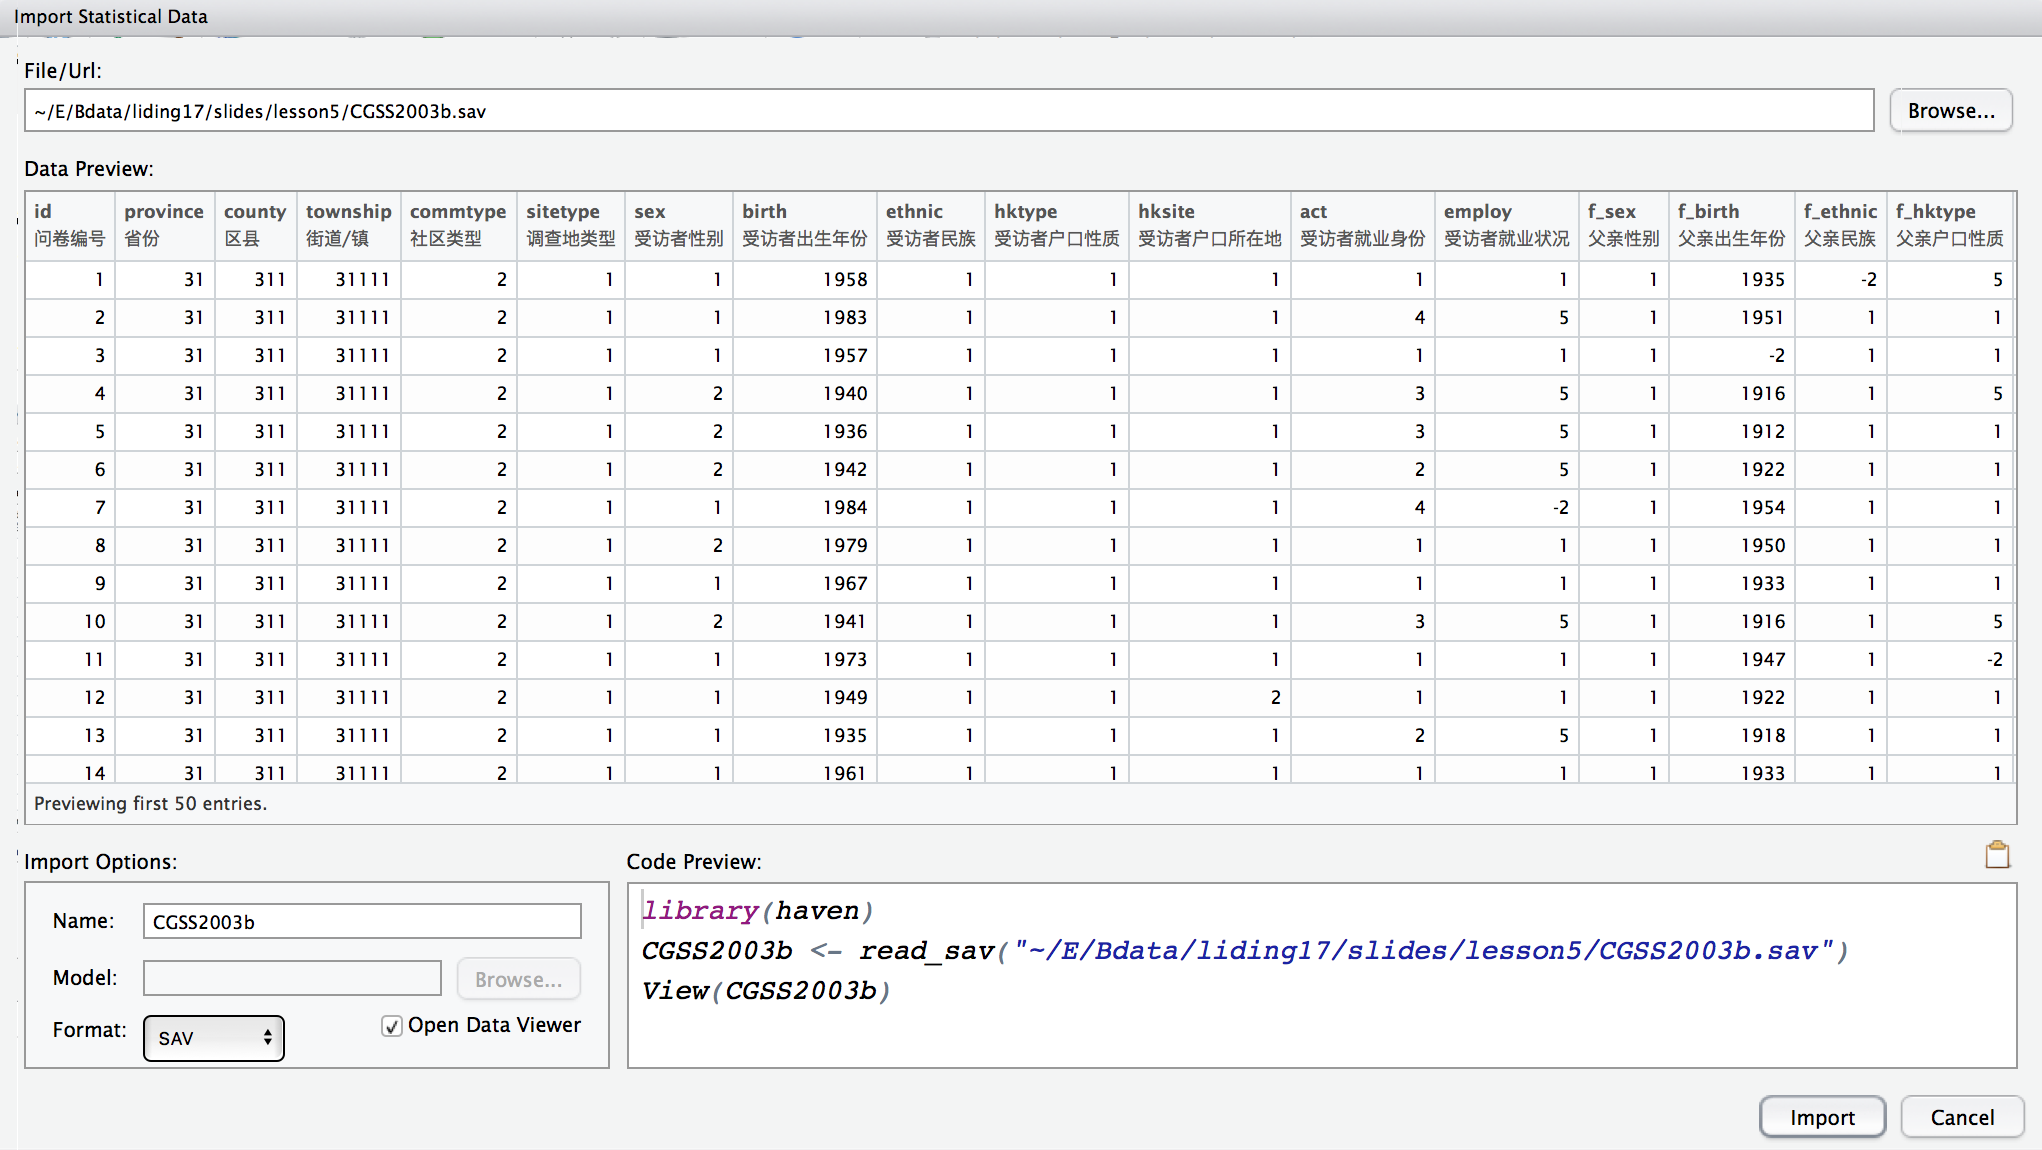 Import Statistical Data
File/Url:
~/E/Bdata/liding17/slides/lesson5/CGSS2003b.sav Browse...
Data Preview:
id province county township commtype sitetype sex birth ethnic hktype hksite act employ f_sex f_birth f_ethnic f_hktype
问卷编号 省份 区县 街道/镇 社区类型 调查地类型 受访者性别 受访者出生年份 受访者民族 受访者户口性质 受访者户口所在地 受访者就业身份 受访者就业状况 父亲性别 父亲出生年份 父亲民族 父亲户口性质
1 31 311 31111 2 1 1 1958 1 1 1 1 1 1 1935 -2 5
2 31 311 31111 2 1 1 1983 1 1 1 4 5 1 1951 1 1
3 31 311 31111 2 1 1 1957 1 1 1 1 1 1 -2 1 1
4 31 311 31111 2 1 2 1940 1 1 1 3 5 1 1916 1 5
5 31 311 31111 2 1 2 1936 1 1 1 3 5 1 1912 1 1
6 31 311 31111 2 1 2 1942 1 1 1 2 5 1 1922 1 1
7 31 311 31111 2 1 1 1984 1 1 1 4 -2 1 1954 1 1
8 31 311 31111 2 1 2 1979 1 1 1 1 1 1 1950 1 1
9 31 311 31111 2 1 1 1967 1 1 1 1 1 1 1933 1 1
10 31 311 31111 2 1 2 1941 1 1 1 3 5 1 1916 1 5
11 31 311 31111 2 1 1 1973 1 1 1 1 1 1 1947 1 -2
12 31 311 31111 2 1 1 1949 1 1 2 1 1 1 1922 1 1
13 31 311 31111 2 1 1 1935 1 1 1 2 5 1 1918 1 1
14 31 311 31111 2 1 1 1961 1 1 1 1 1 1 1933 1 1
Previewing first 50 entries.
Import Options:
Name: CGSS2003b
Model: Browse...
Format: SAV Open Data Viewer
Code Preview:
library(haven)
CGSS2003b <- read_sav("~/E/Bdata/liding17/slides/lesson5/CGSS2003b.sav")
View(CGSS2003b)
Import Cancel